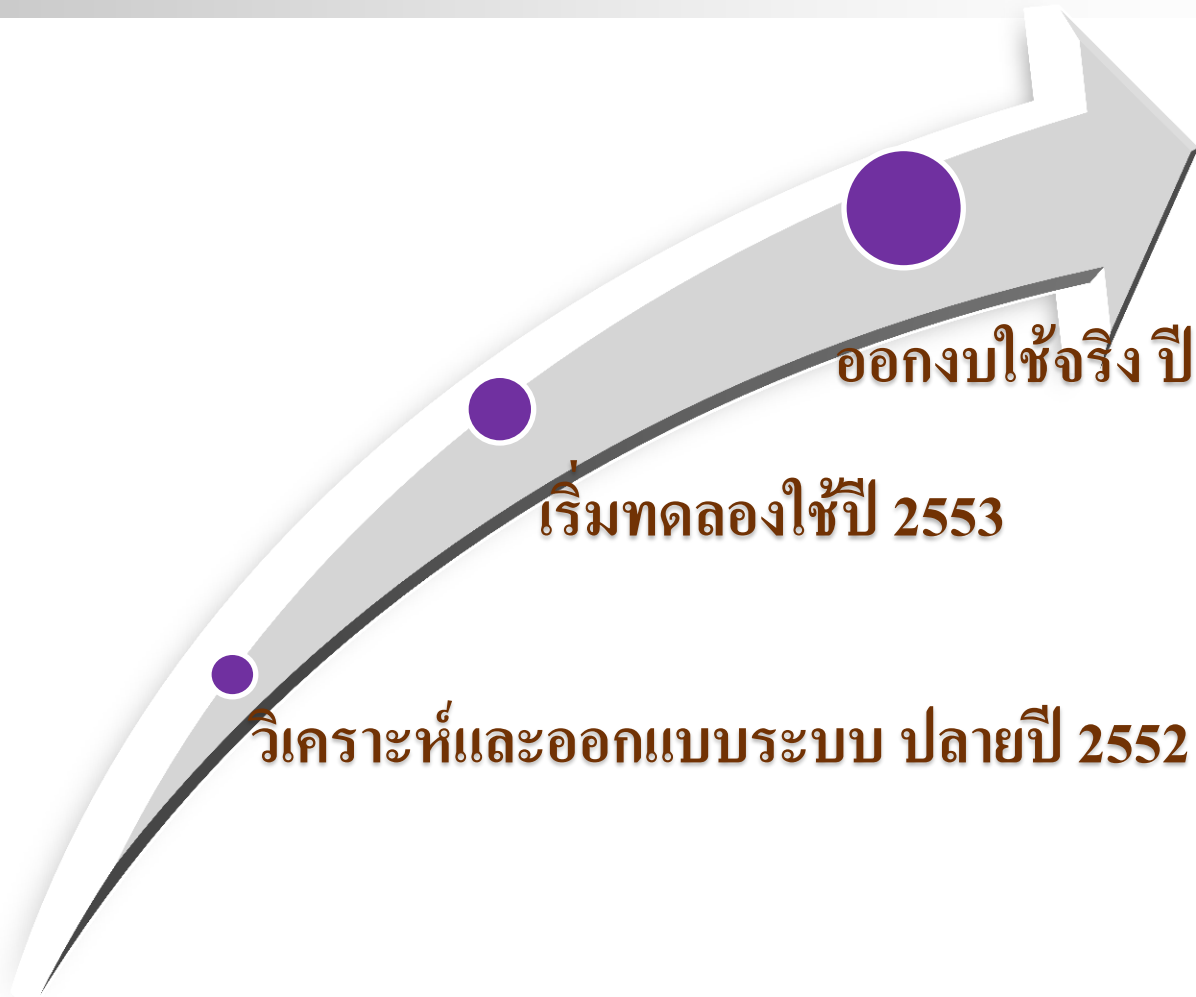 ออกงบใช้จริง ปี
เริ่มทดลองใช้ปี 2553
วิเคราะห์และออกแบบระบบ ปลายปี 2552